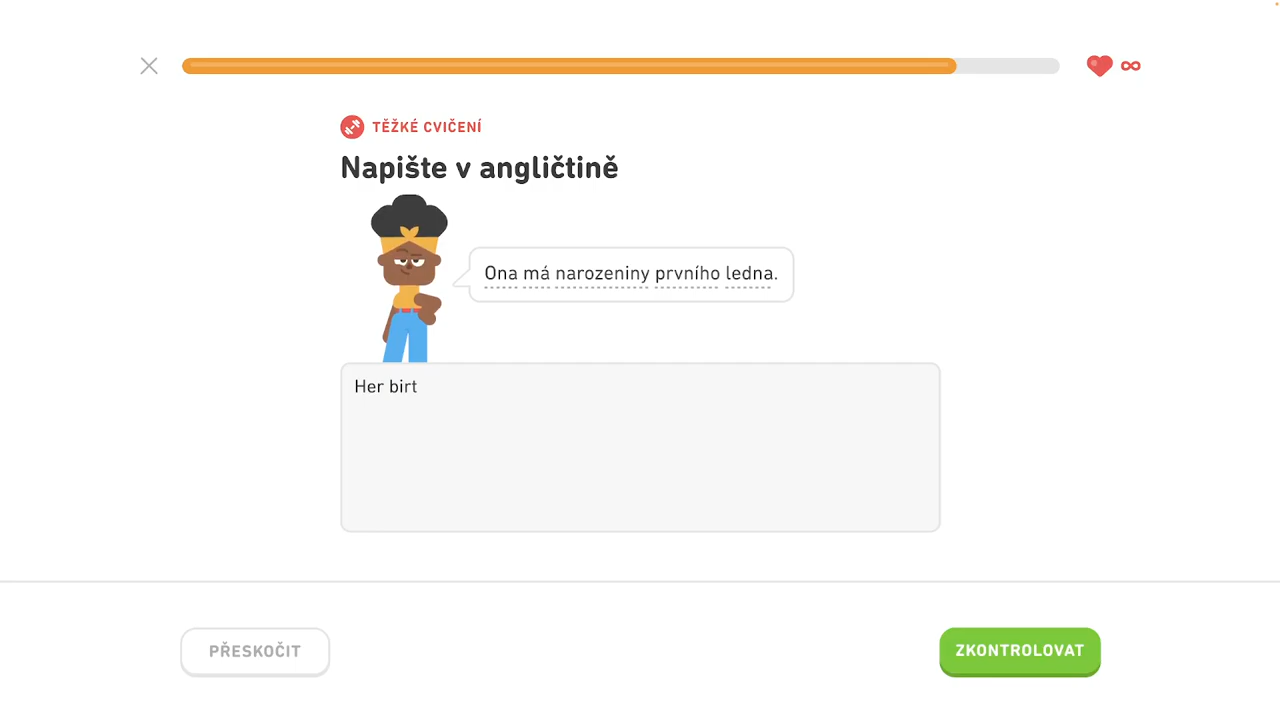 TĚŽKÉ CVIČENÍ
Napište v angličtině
Ona má narozeniny prvního ledna.
Her birt
PŘESKOČIT
ZKONTROLOVAT